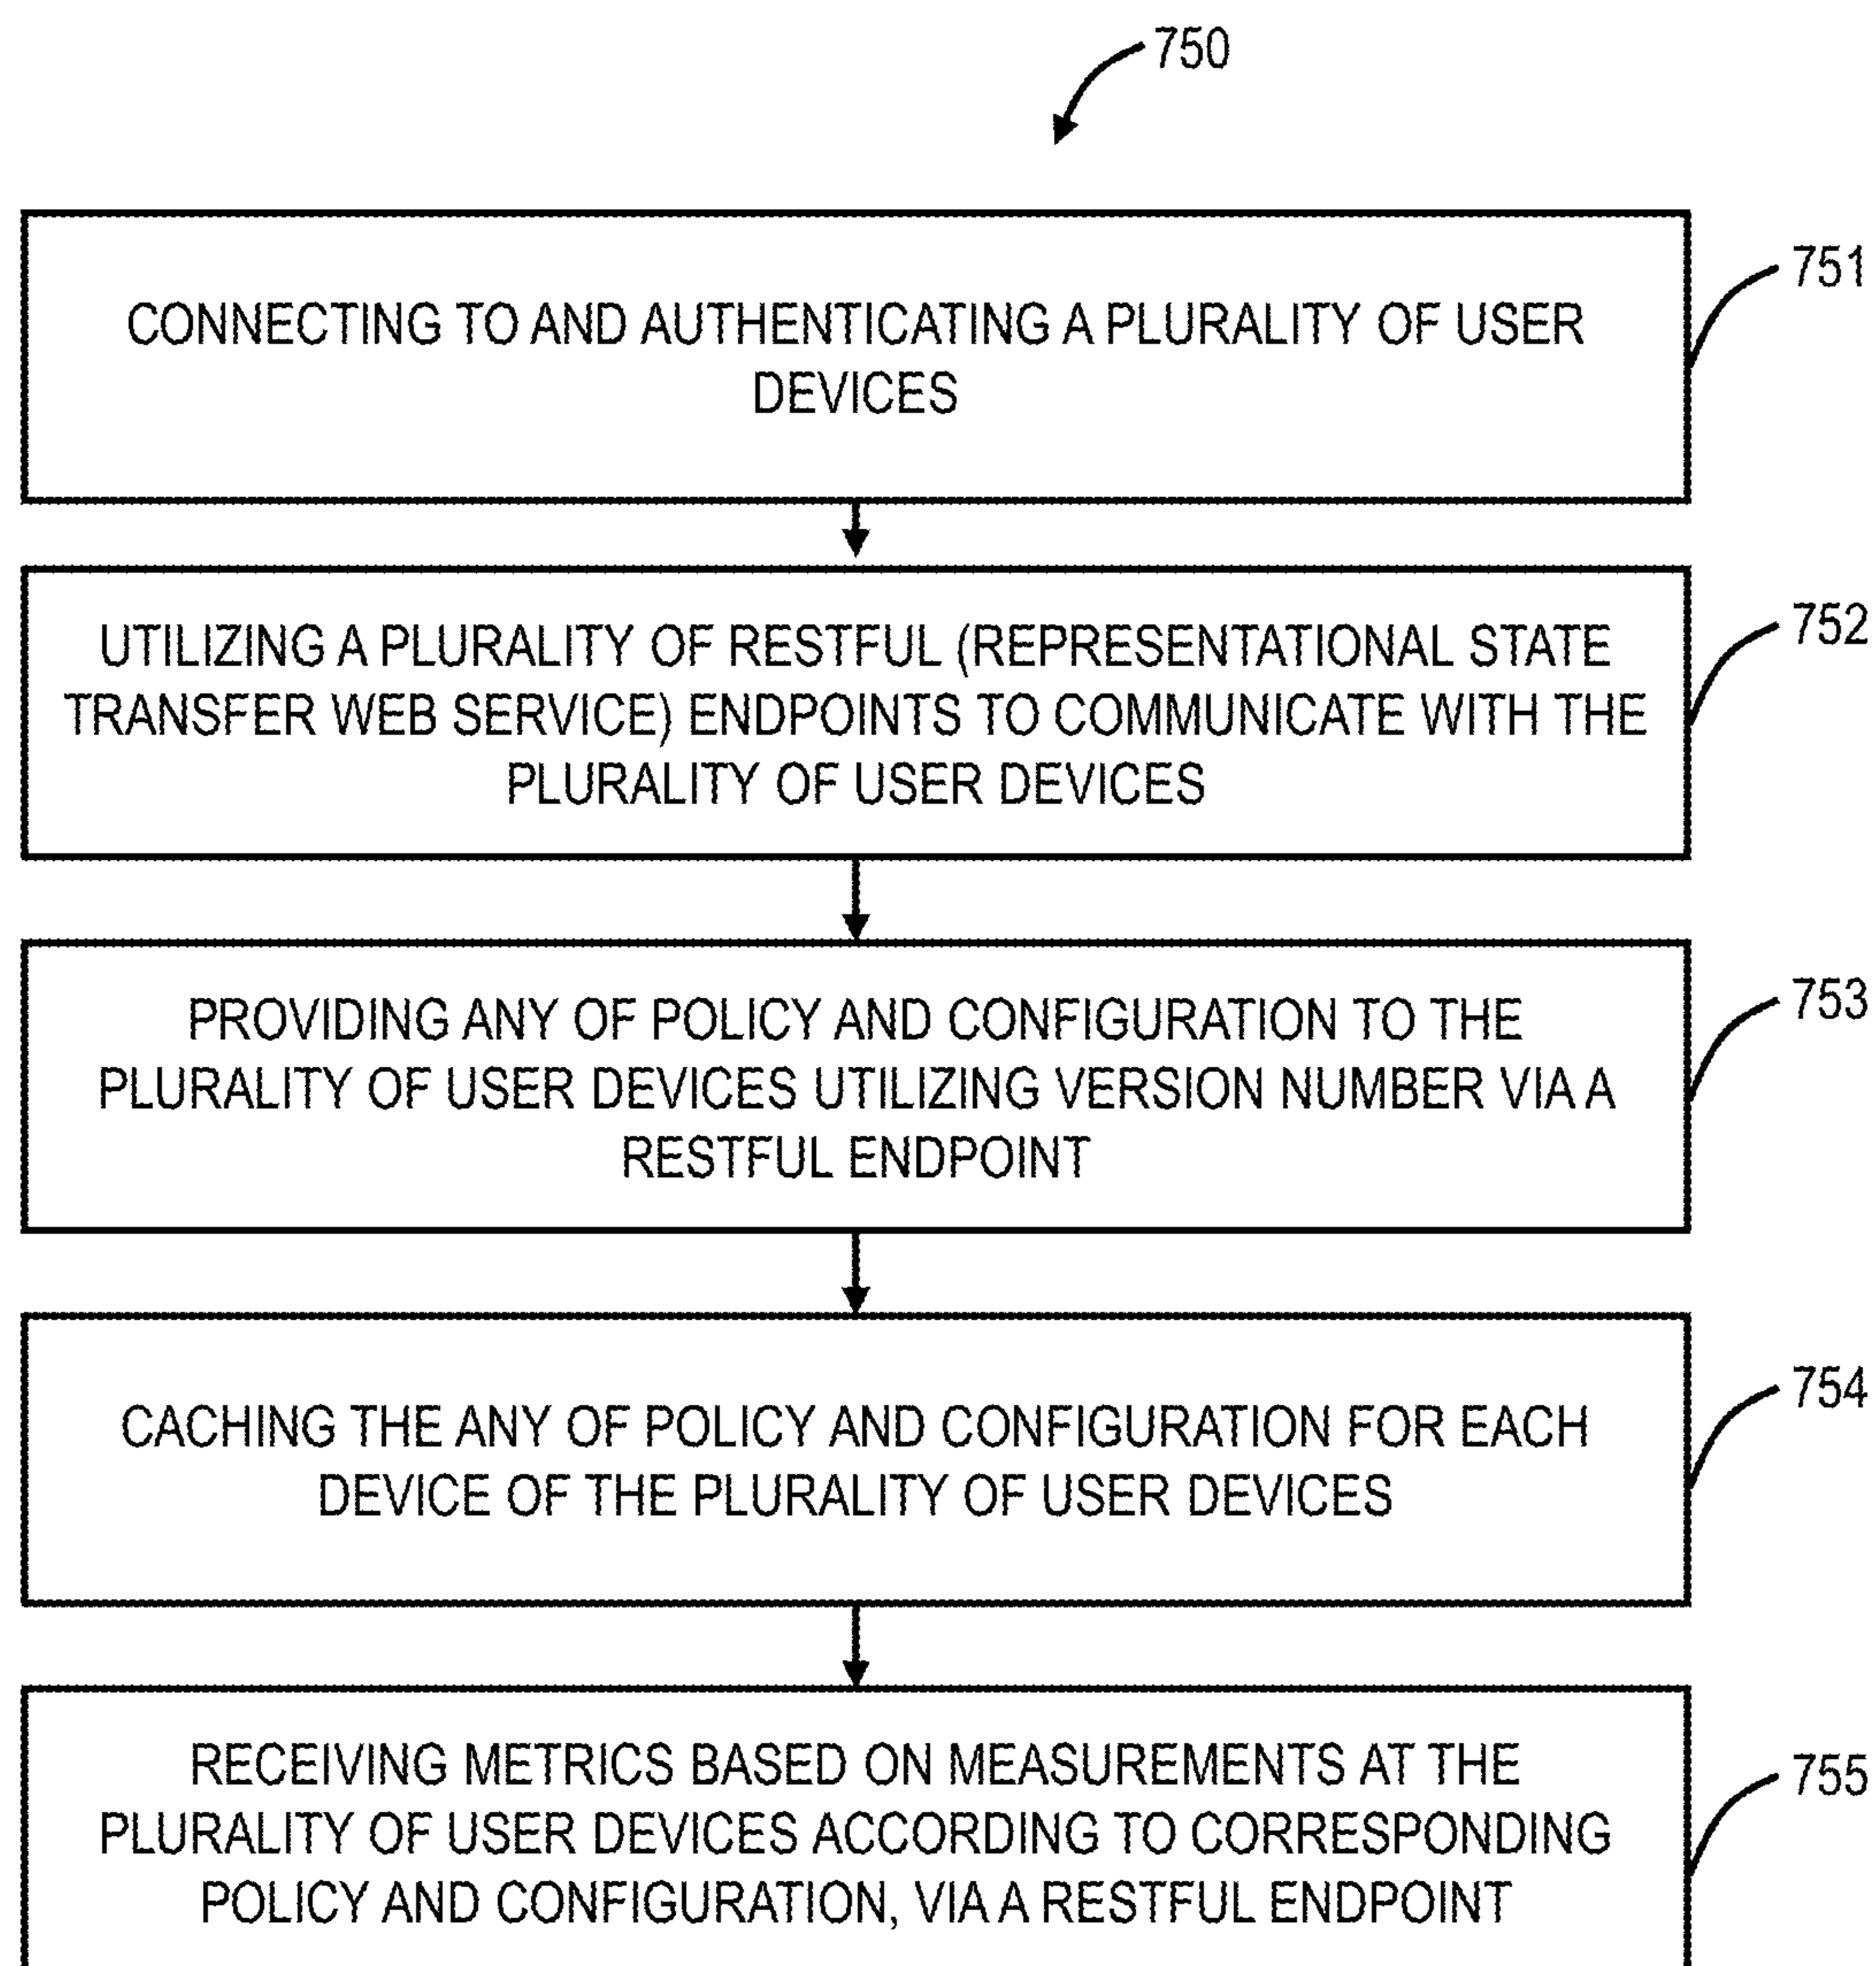 750
CONNECTING TO AND AUTHENTICATING A PLURALITY OF USER
DEVICES
751
UTILIZING A PLURALITY OF RESTFUL (REPRESENTATIONAL STATE
TRANSFER WEB SERVICE) ENDPOINTS TO COMMUNICATE WITH THE
PLURALITY OF USER DEVICES
752
PROVIDING ANY OF POLICY AND CONFIGURATION TO THE
PLURALITY OF USER DEVICES UTILIZING VERSION NUMBER VIA A
RESTFUL ENDPOINT
753
CACHING THE ANY OF POLICY AND CONFIGURATION FOR EACH
DEVICE OF THE PLURALITY OF USER DEVICES
754
RECEIVING METRICS BASED ON MEASUREMENTS AT THE
PLURALITY OF USER DEVICES ACCORDING TO CORRESPONDING
POLICY AND CONFIGURATION, VIA A RESTFUL ENDPOINT
755